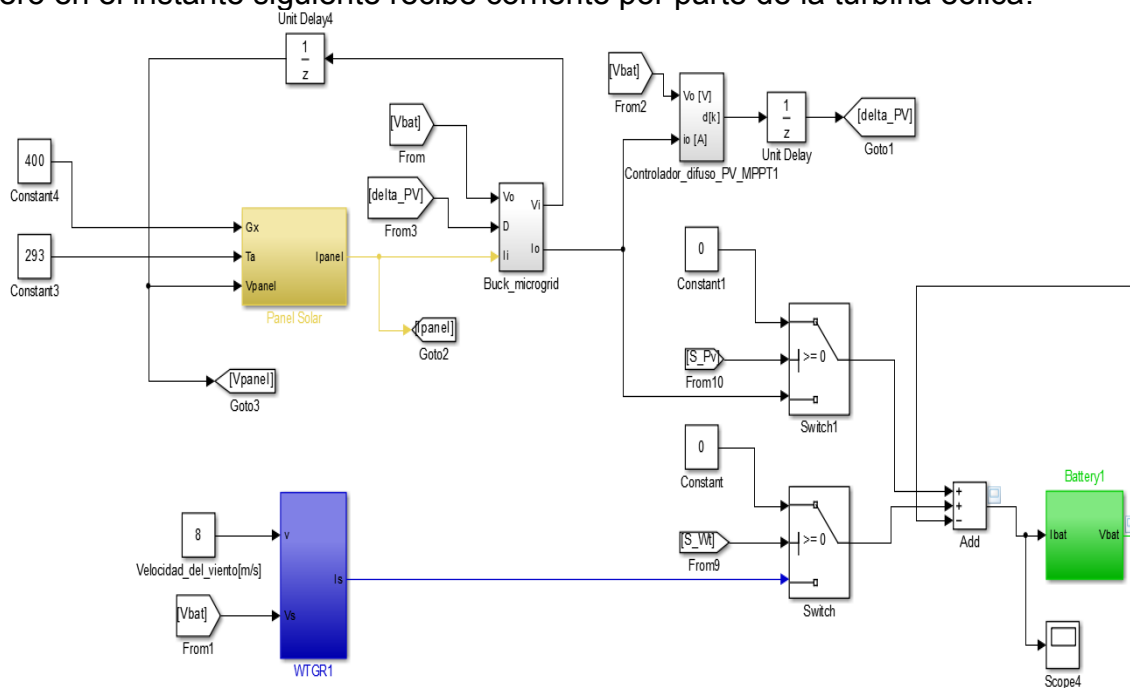 ero en el instante siguiente recibe corriente por parte de la turbina eólica.
Unit Delay4
1
z
[Vbat]
From
[Vbat]
From2
Vo [V]
d[k]
io [A]
Controlador_difuso_PV_MPPT1
1
z
Unit Delay
[delta_PV]
Goto1
400
Constant4
293
Constant3
Gx
Ta
Vpanel
Ipanel
Panel Solar
[delta_PV]
From3
Vo
D
Ii
Vi
Io
Buck_microgrid
[Ipanel]
Goto2
[Vpanel]
Goto3
0
Constant1
[S_Pv]
From10
>= 0
Switch1
0
Constant
[S_Wt]
From9
>= 0
Switch
8
Velocidad_del_viento[m/s]
[Vbat]
From1
v
Vs
Is
WTGR1
+
+
−
Add
Battery1
Ibat
Vbat
Scope4